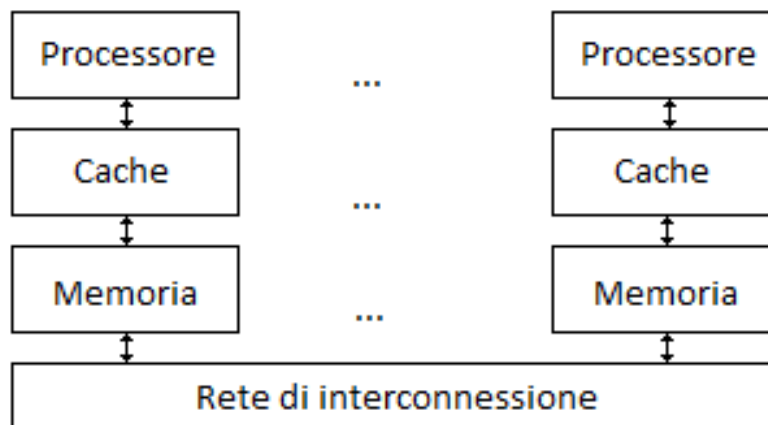 Processore ... Processore
Cache ... Cache
Memoria ... Memoria
Rete di interconnessione